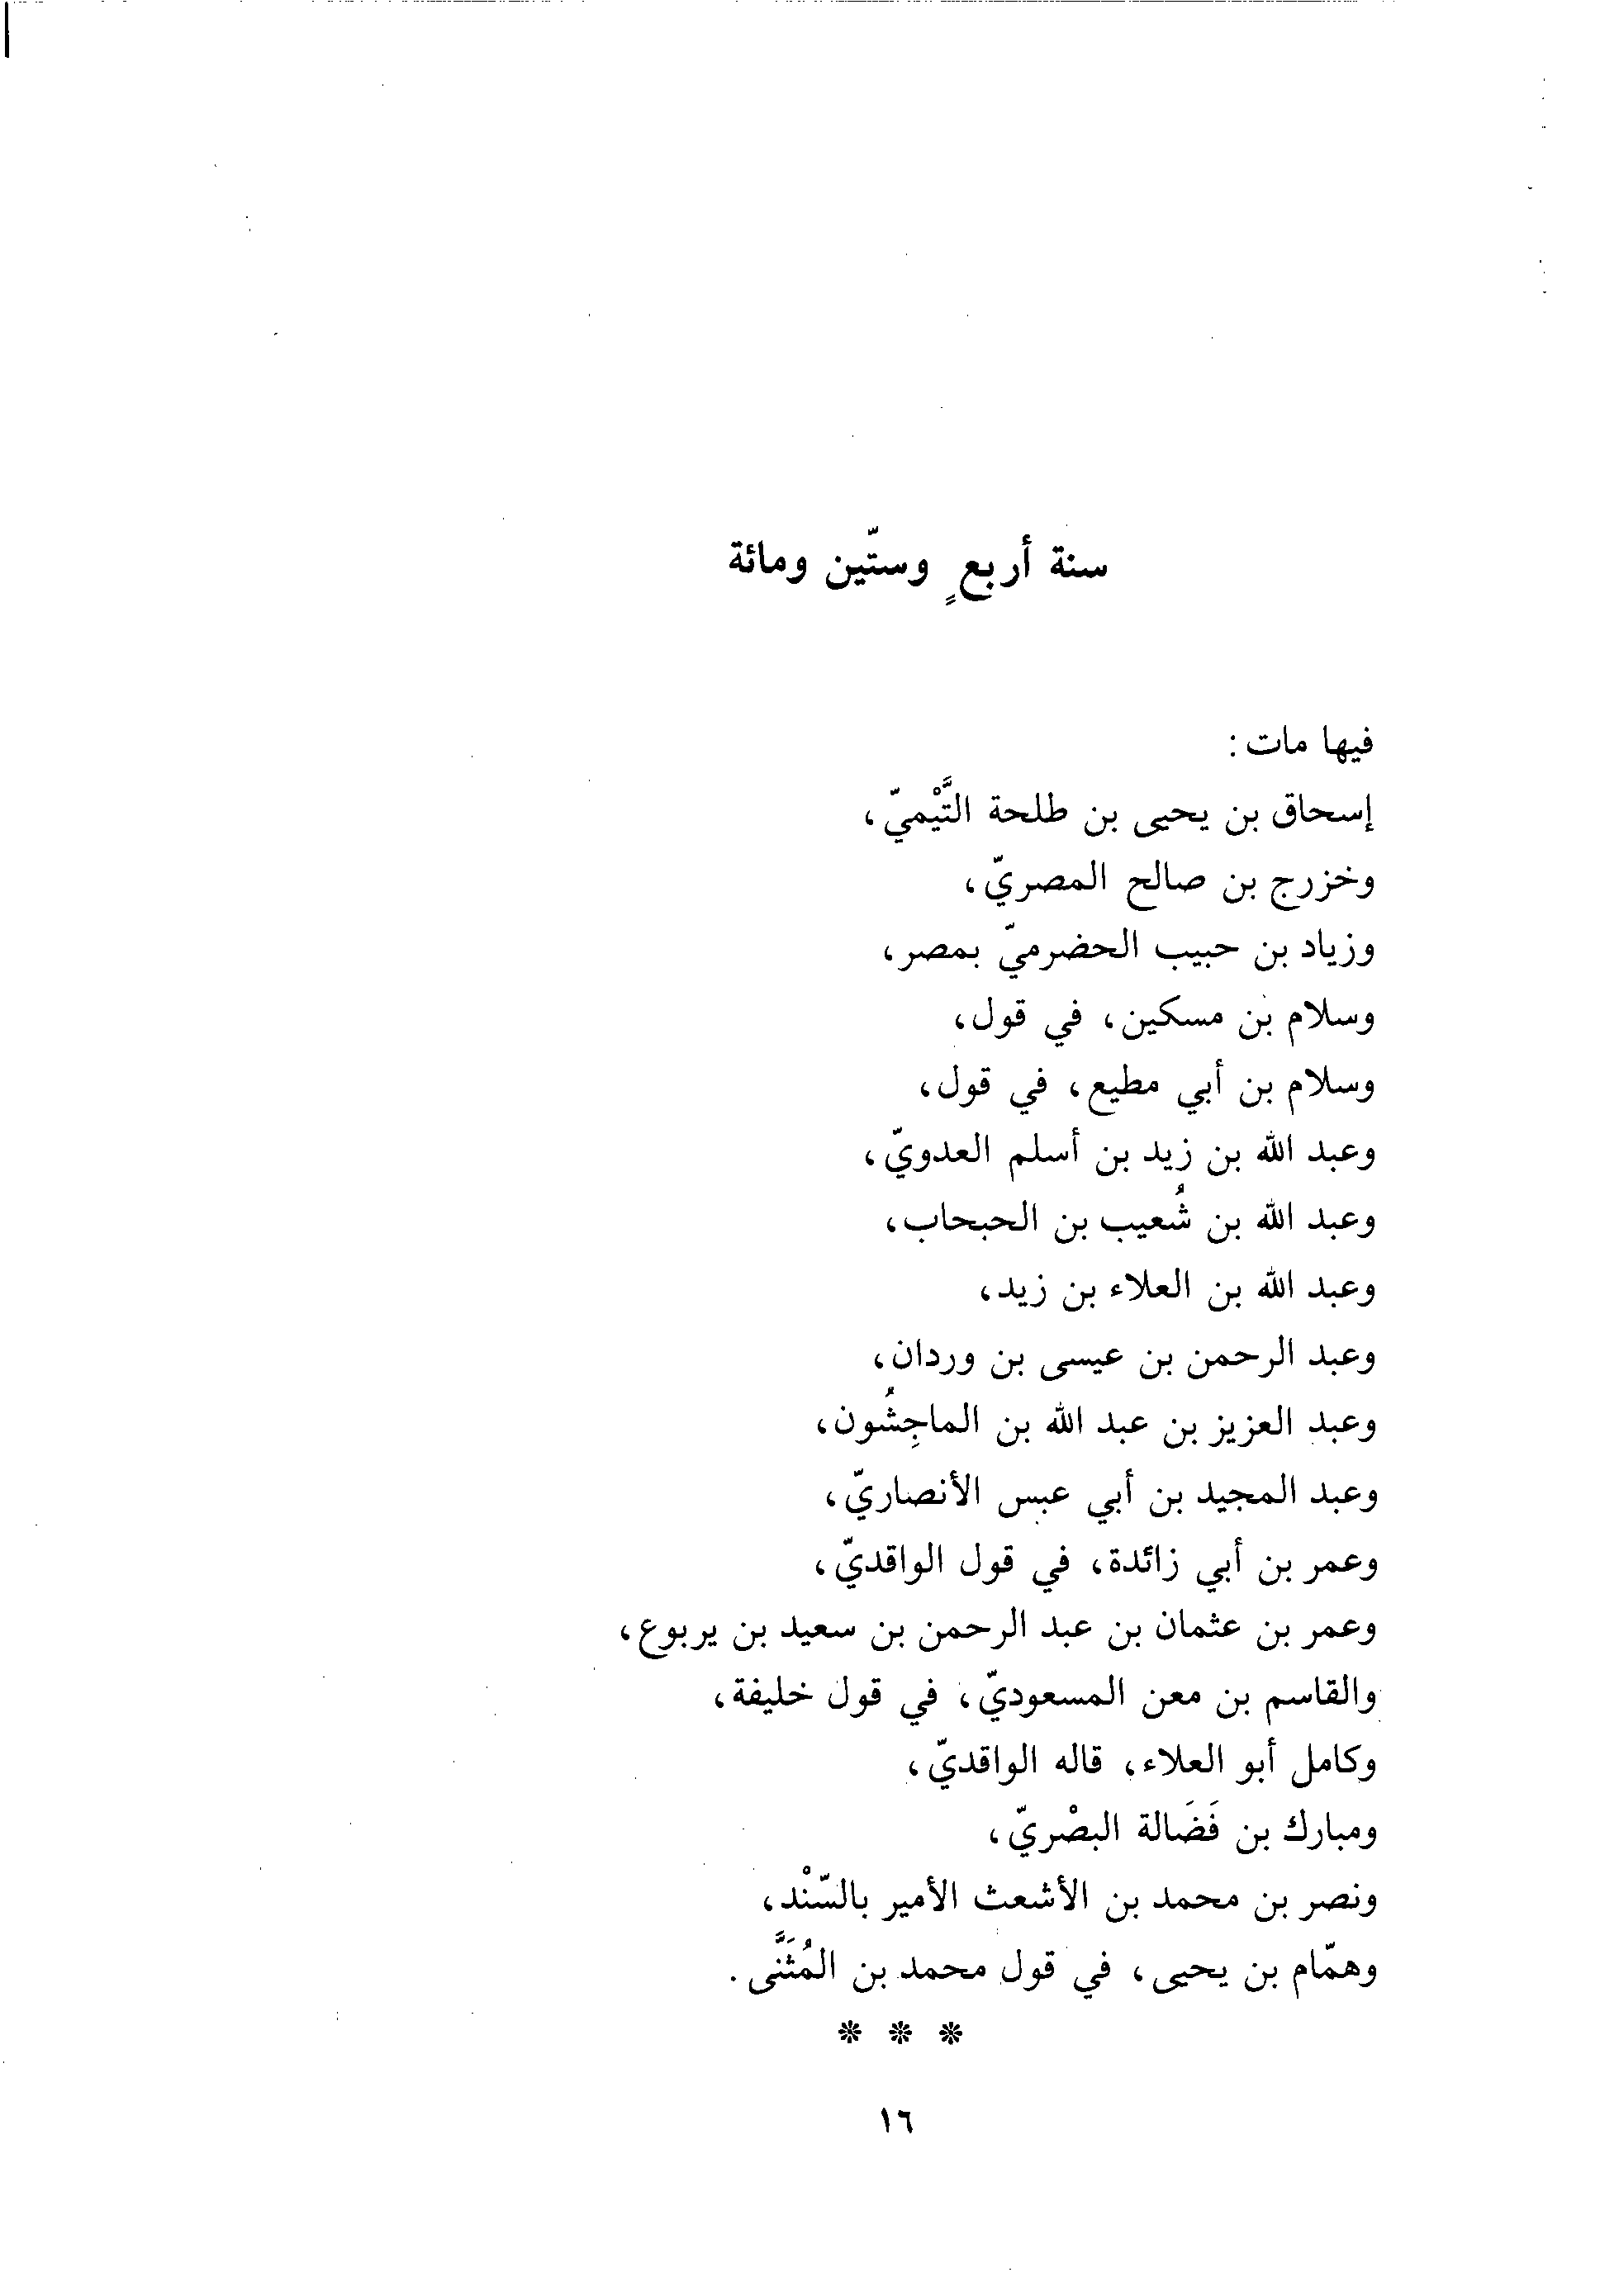 سنة أربعٍ وستّين ومائة
فيها مات :
إسحاق بن يحيى بن طلحة التَّيْميّ،
وخزرج بن صالح المصريّ،
وزياد بن حبيب الحضرميّ بمصر،
وسلام بن مسكين، في قول،
وسلام بن أبي مطيع، في قول،
وعبد الله بن زيد بن أسلم العدويّ،
وعبد الله بن شُعيب بن الحبحاب،
وعبد الله بن العلاء بن زيد،
وعبد الرحمن بن عيسى بن وردان،
وعبد العزيز بن عبد الله بن الماجِشُون،
وعبد المجيد بن أبي عبس الأنصاريّ،
وعمر بن أبي زائدة، في قول الواقديّ،
وعمر بن عثمان بن عبد الرحمن بن سعيد بن يربوع،
والقاسم بن معن المسعوديّ، في قول خليفة،
وكامل أبو العلاء، قاله الواقديّ،
ومبارك بن فَضَالة البصْريّ،
ونصر بن محمد بن الأشعث الأمير بالسّنْد،
وهمّام بن يحيى، في قول محمد بن المُثَنَّى.
* * *
١٦